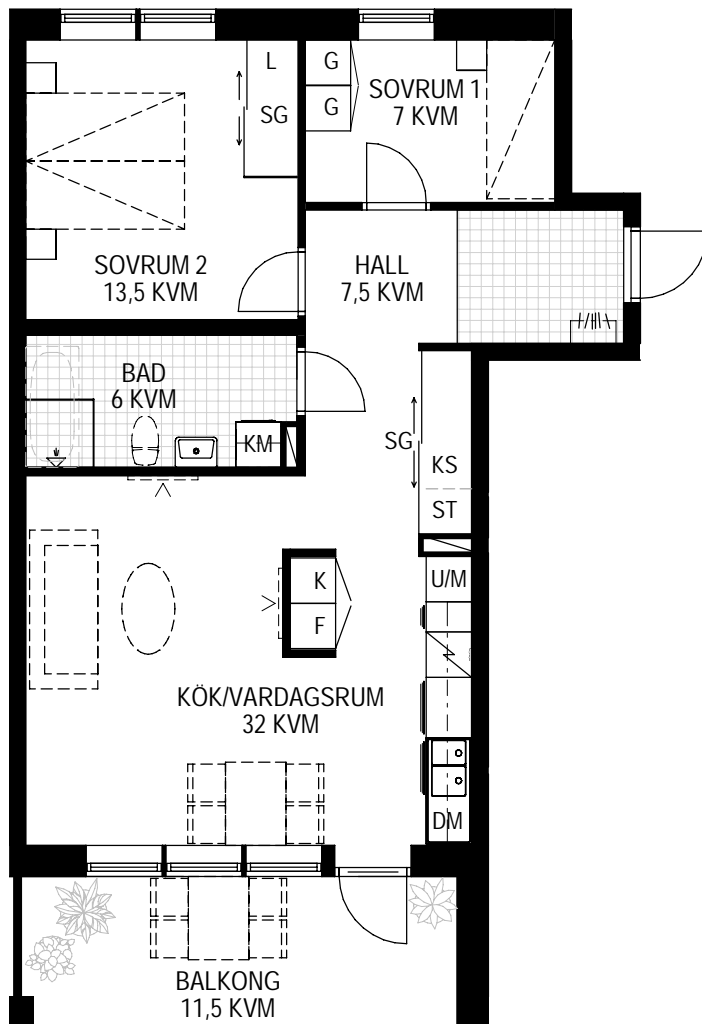 L
G
SOVRUM 1
7 KVM
SG
G
SOVRUM 2
13,5 KVM
HALL
7,5 KVM
BAD
6 KVM
KM
SG
KS
ST
K
F
U/M
KÖK/VARDAGSRUM
32 KVM
DM
BALKONG
11,5 KVM